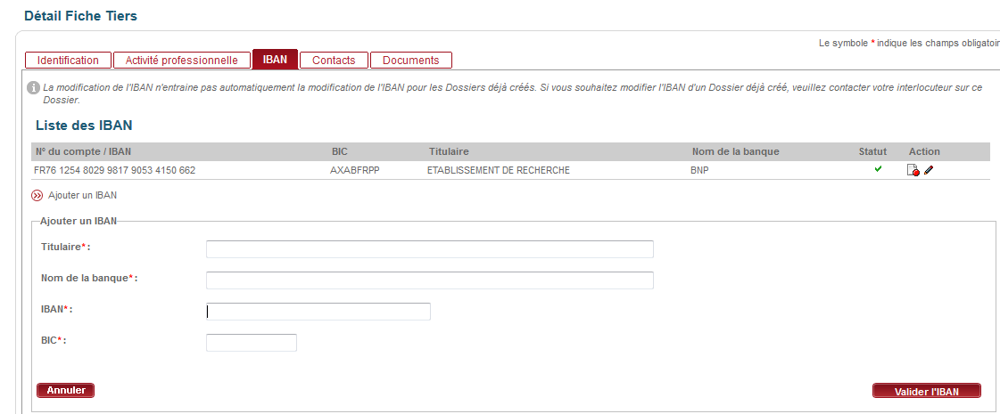 Détail Fiche Tiers
Le symbole * indique les champs obligatoir
Identification Activité professionnelle IBAN Contacts Documents
La modification de l'IBAN n'entraine pas automatiquement la modification de l'IBAN pour les Dossiers déjà créés. Si vous souhaitez modifier l'IBAN d'un Dossier déjà créé, veuillez contacter votre interlocuteur sur ce
Dossier.
Liste des IBAN
N° du compte / IBAN BIC Titulaire Nom de la banque Statut Action
FR76 1254 8029 9817 9053 4150 662 AXABFRPP ETABLISSEMENT DE RECHERCHE BNP
Ajouter un IBAN
Ajouter un IBAN
Titulaire* :
Nom de la banque* :
IBAN* :
BIC* :
Annuler Valider l'IBAN